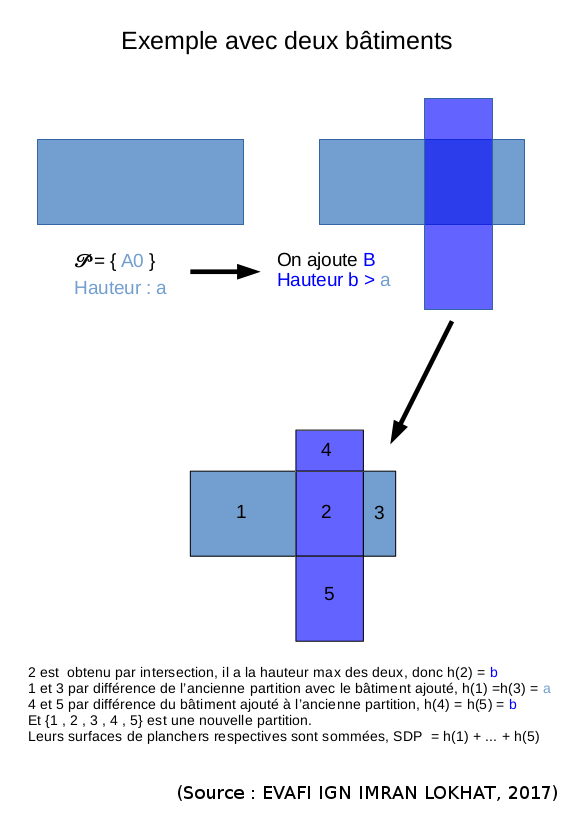 Exemple avec deux bâtiments
𝒫 = { A0 }
Hauteur : a
On ajoute B
Hauteur b > a
4
1
2
3
5
2 est  obtenu par intersection, il a la hauteur max des deux, donc h(2) = b
1 et 3 par différence de l'ancienne partition avec le bâtiment ajouté, h(1) =h(3) = a
4 et 5 par différence du bâtiment ajouté à l'ancienne partition, h(4) = h(5) = b
Et {1 , 2 , 3 , 4 , 5} est une nouvelle partition.
Leurs surfaces de planchers respectives sont sommées, SDP  = h(1) + ... + h(5)
(Source : EVAFI IGN IMRAN LOKHAT, 2017)